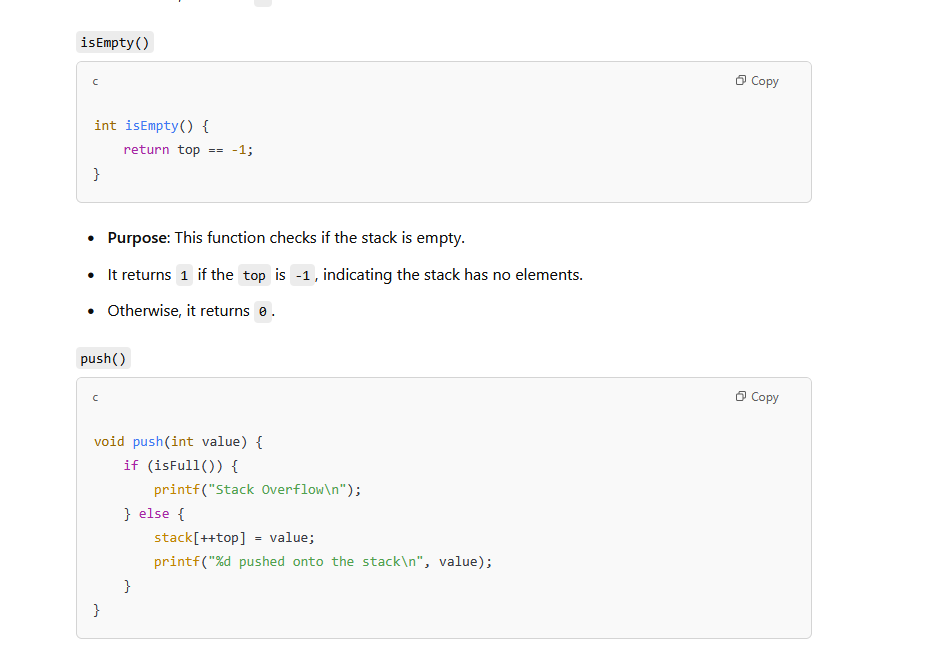 isEmpty()
c
Copy
int isEmpty() {
    return top == -1;
}
• Purpose: This function checks if the stack is empty.
• It returns 1 if the top is -1, indicating the stack has no elements.
• Otherwise, it returns 0.
push()
c
Copy
void push(int value) {
    if (isFull()) {
        printf("Stack Overflow\n");
    } else {
        stack[++top] = value;
        printf("%d pushed onto the stack\n", value);
    }
}